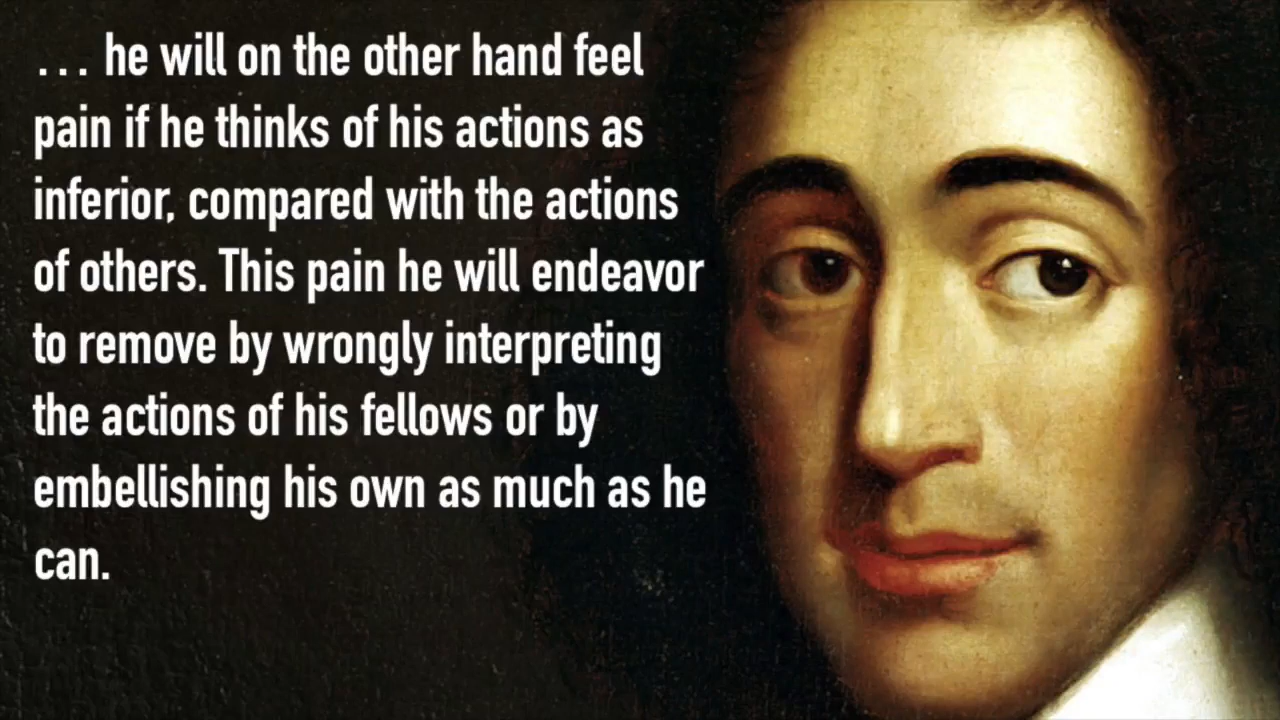 ... he will on the other hand feel
pain if he thinks of his actions as
inferior, compared with the actions
of others. This pain he will endeavor
to remove by wrongly interpreting
the actions of his fellows or by
embellishing his own as much as he
can.